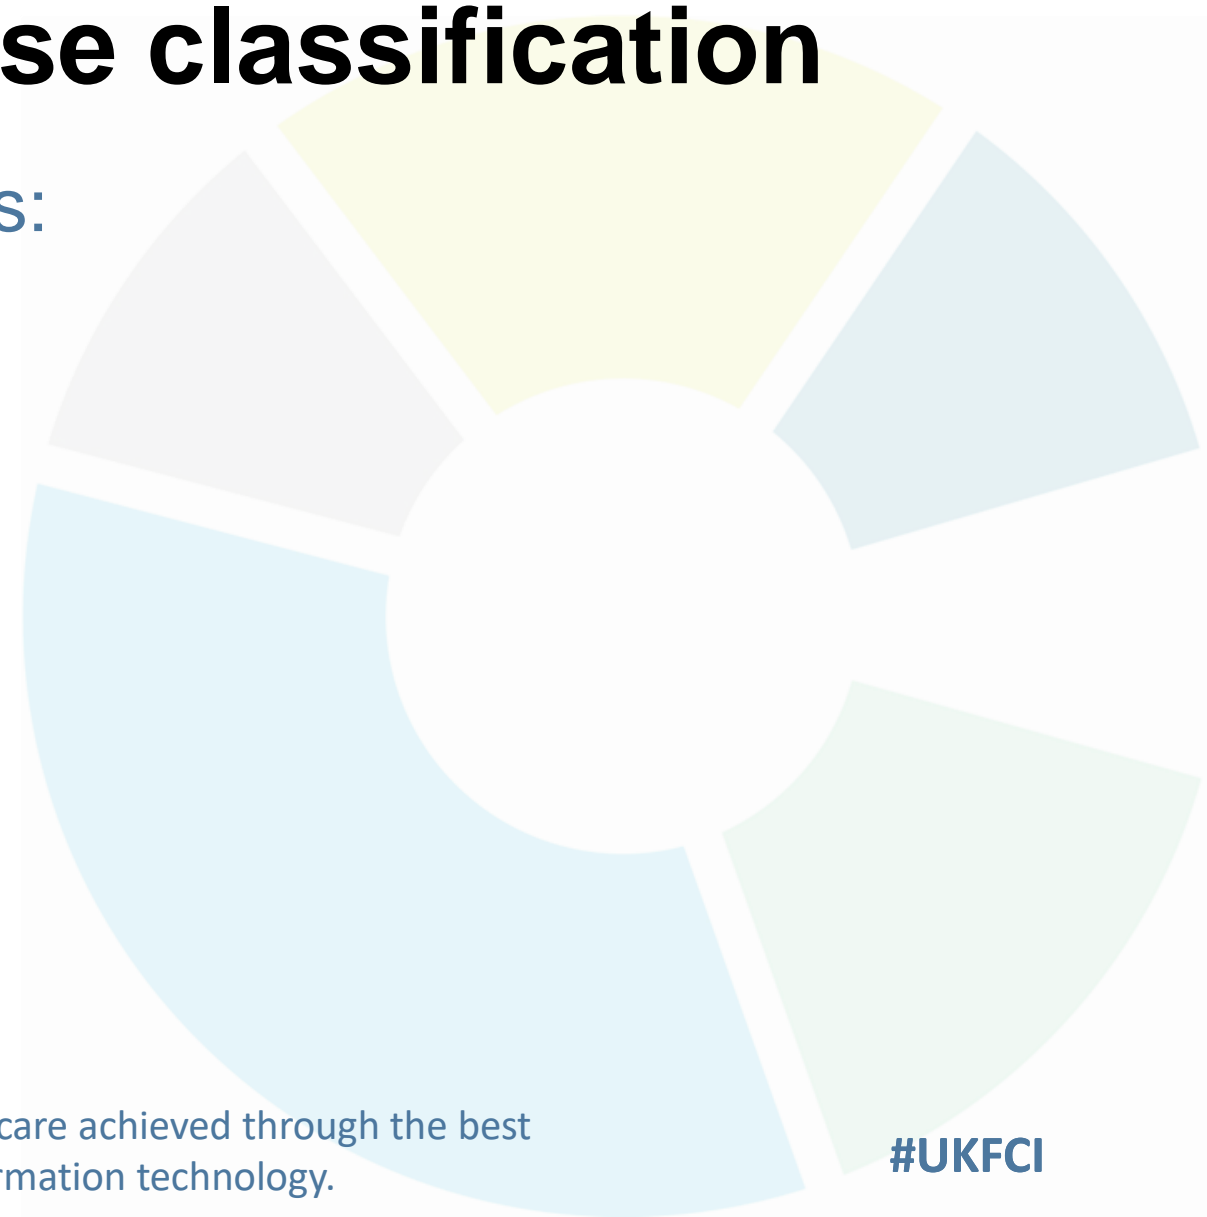 se classification
s:
care achieved through the best
rmation technology.
#UKFCI